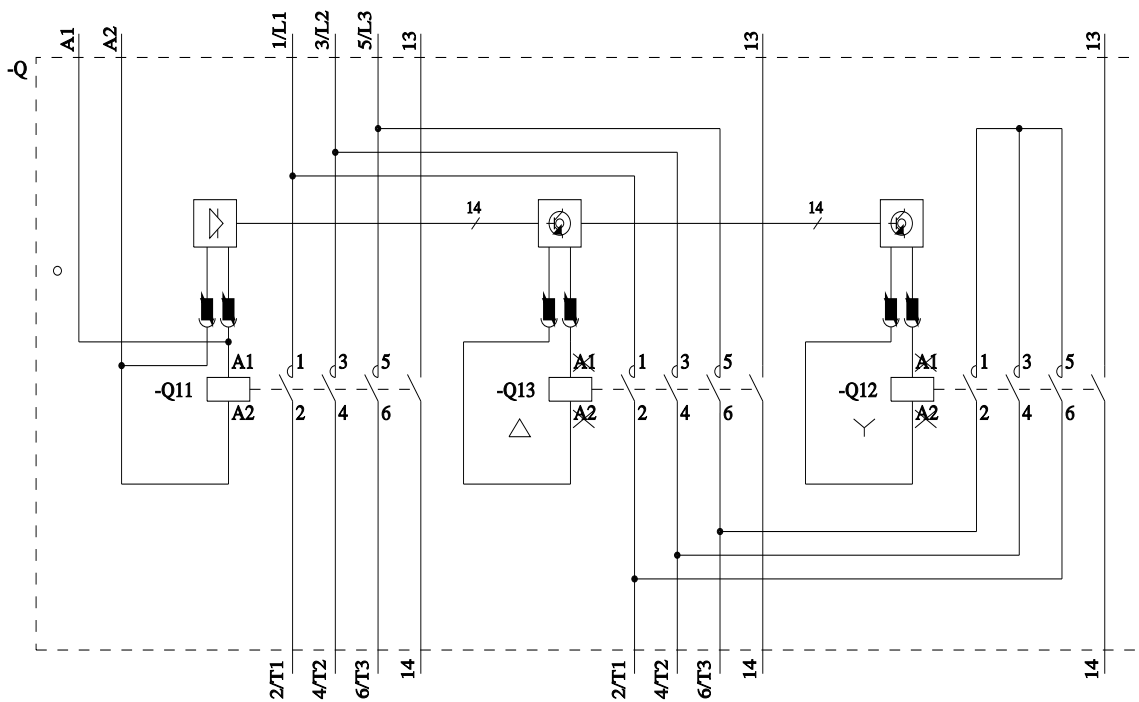 A1 A2 1/L1 3/L2 5/L3 13 13 13
-Q
14 14
A1 1 3 5 A1 1 3 5 A1 1 3 5
-Q11 -Q13 -Q12
A2 2 4 6 A2 2 4 6 A2 2 4 6
2/T1 4/T2 6/T3 14 2/T1 4/T2 6/T3 14 14